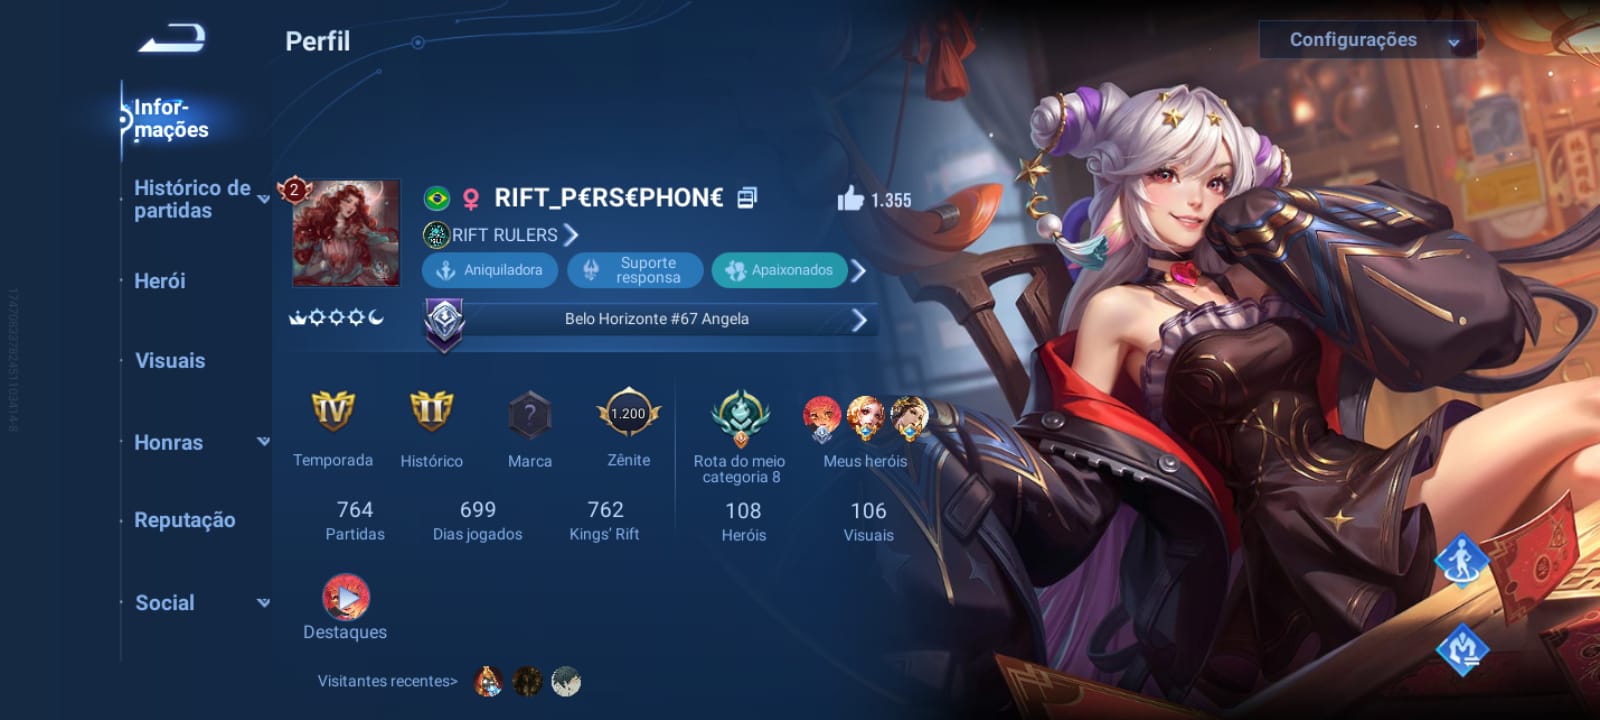 Perfil
Configurações
Infor-
mações
Histórico de
partidas
Herói
Visuais
Honras
Reputação
Social
2
RIFT_P€RS€PHON€
1.355
RIFT RULERS
Aniquiladora
Suporte
responsa
Apaixonados
Belo Horizonte #67 Angela
IV
II
?
1.200
Temporada
Histórico
Marca
Zênite
Rota do meio
categoria 8
Meus heróis
764
699
762
108
106
Partidas
Dias jogados
Kings' Rift
Heróis
Visuais
Destaques
Visitantes recentes>